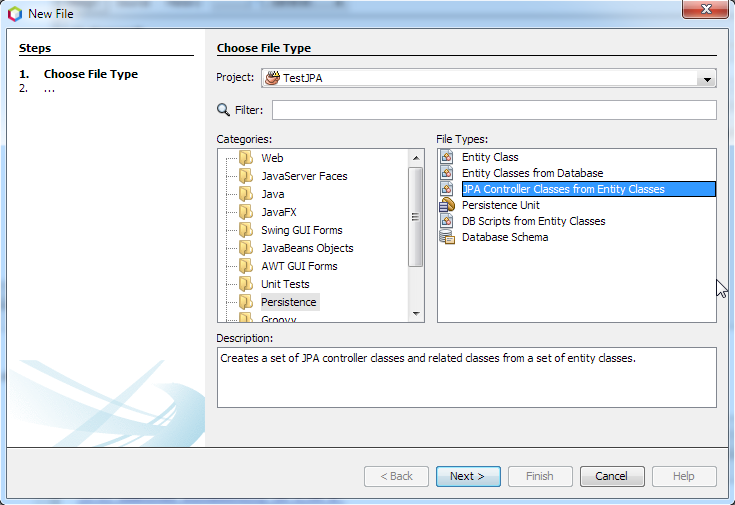 New File
Steps
1. Choose File Type
2. ...
Choose File Type
Project: TestJPA
Filter:
Categories:
Web
JavaServer Faces
Java
JavaFX
Swing GUI Forms
JavaBeans Objects
AWT GUI Forms
Unit Tests
Persistence
Groovy
File Types:
Entity Class
Entity Classes from Database
JPA Controller Classes from Entity Classes
Persistence Unit
DB Scripts from Entity Classes
Database Schema
Description:
Creates a set of JPA controller classes and related classes from a set of entity classes.
< Back Next > Finish Cancel Help